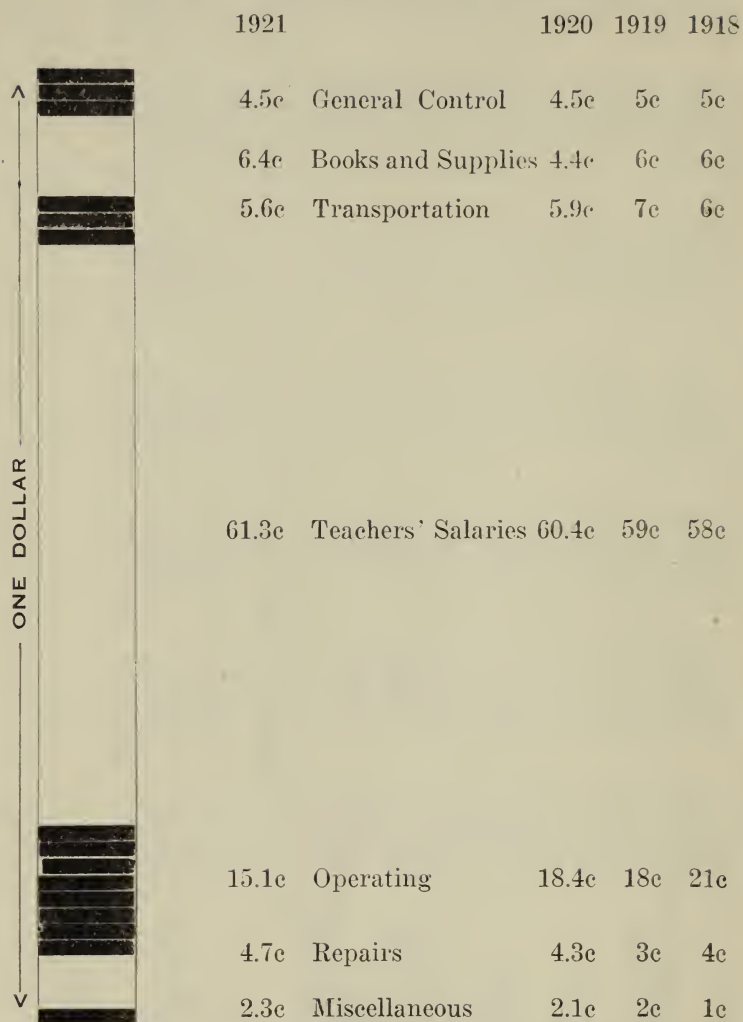 1921 1920 1919 1918
4.5c General Control 4.5c 5c 5c
6.4c Books and Supplies 4.4c 6c 6c
5.6c Transportation 5.9c 7c 6c
ONE DOLLAR
61.3c Teachers' Salaries 60.4c 59c 58c
15.1c Operating 18.4c 18c 21c
4.7c Repairs 4.3c 3c 4c
2.3c Miscellaneous 2.1c 2c 1c